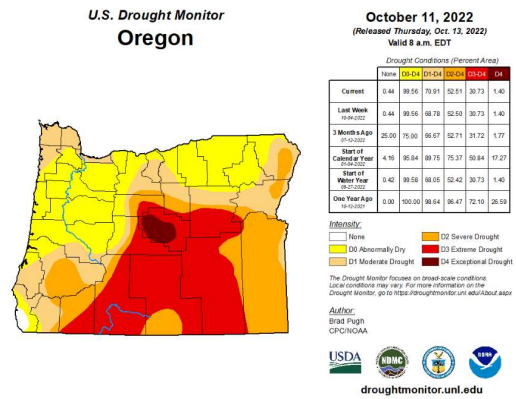 U.S. Drought Monitor
Oregon
October 11, 2022
(Released Thursday, Oct. 13, 2022)
Valid 8 a.m. EDT
Drought Conditions (Percent Area)
None D0-D4 D1-D4 D2-D4 D3-D4 D4
Current 0.44 99.56 70.91 52.51 30.73 1.40
Last Week
10-04-2022 0.44 99.56 68.78 52.50 30.73 1.40
3 Months Ago
07-12-2022 25.00 75.00 66.67 52.71 31.72 1.77
Start of
Calendar Year
01-04-2022 4.16 95.84 89.75 75.37 50.84 17.27
Start of
Water Year
09-27-2022 0.42 99.58 68.05 52.42 30.73 1.40
One Year Ago
10-12-2021 0.00 100.00 98.64 96.47 72.10 26.59
Intensity:
None
D0 Abnormally Dry
D1 Moderate Drought
D2 Severe Drought
D3 Extreme Drought
D4 Exceptional Drought
The Drought Monitor focuses on broad-scale conditions.
Local conditions may vary. For more information on the
Drought Monitor, go to https://droughtmonitor.unl.edu/About.aspx
Author:
Brad Pugh
CPC/NOAA
USDA
NDMC
NOAA
droughtmonitor.unl.edu